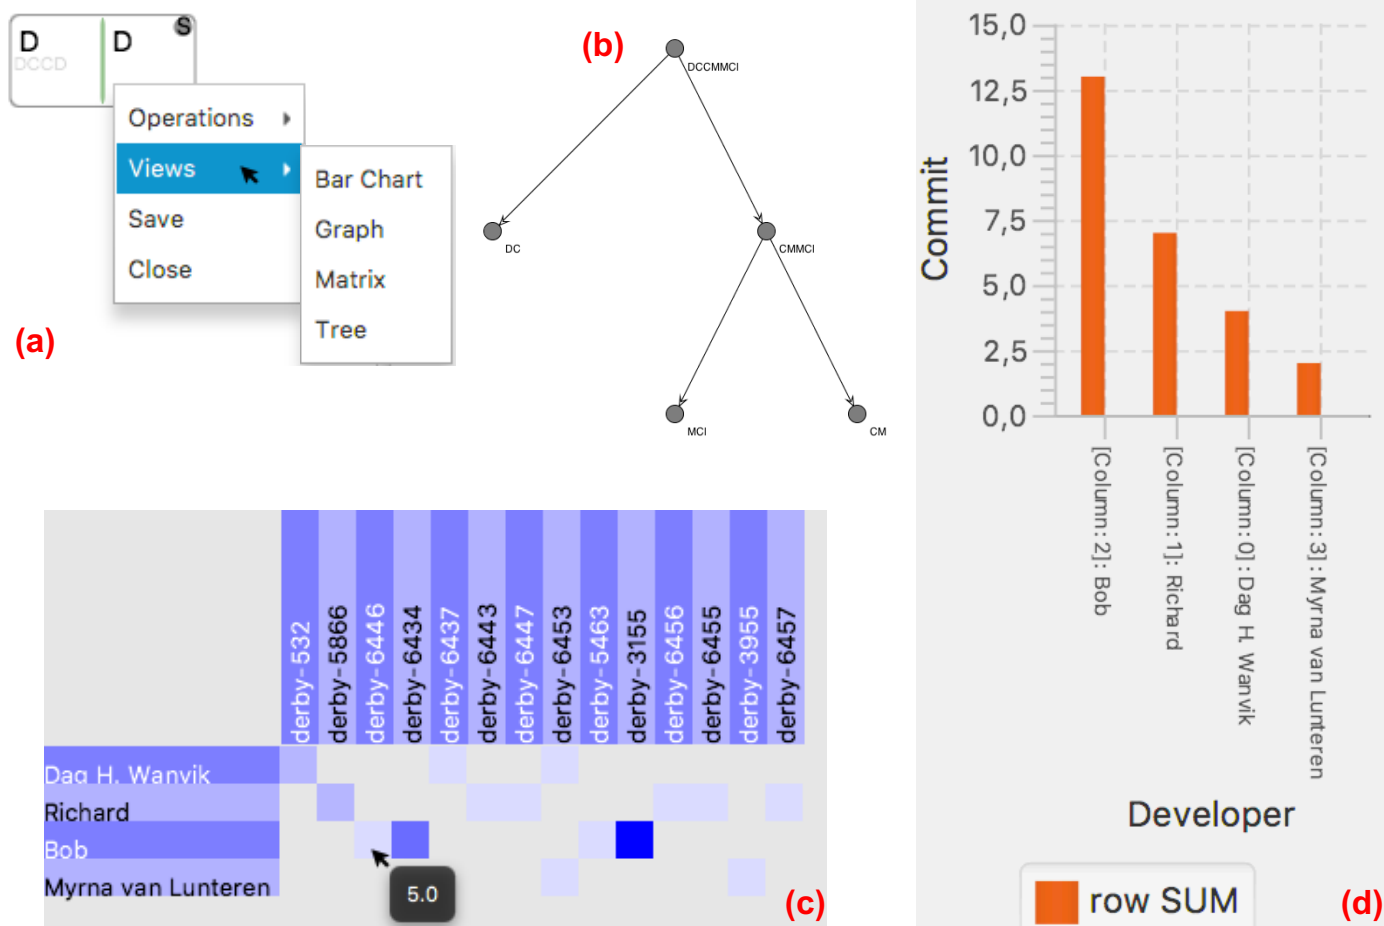 D
D
S
DCCD
Operations
Views
Save
Close
Bar Chart
Graph
Matrix
Tree
(a)
(b)
DCCMMCI
DC
CMMCI
MCI
CM
derby-532
derby-5866
derby-6446
derby-6434
derby-6437
derby-6443
derby-6447
derby-6453
derby-5463
derby-3155
derby-6456
derby-6455
derby-3955
derby-6457
Dag H. Wanvik
Richard
Bob
Myrna van Lunteren
5.0
(c)
Commit
15,0
12,5
10,0
7,5
5,0
2,5
0,0
[Column: 2]: Bob
[Column: 1]: Richard
[Column: 0] : Dag H. Wanvik
[Column: 3] : Myrna van Lunteren
Developer
row SUM
(d)